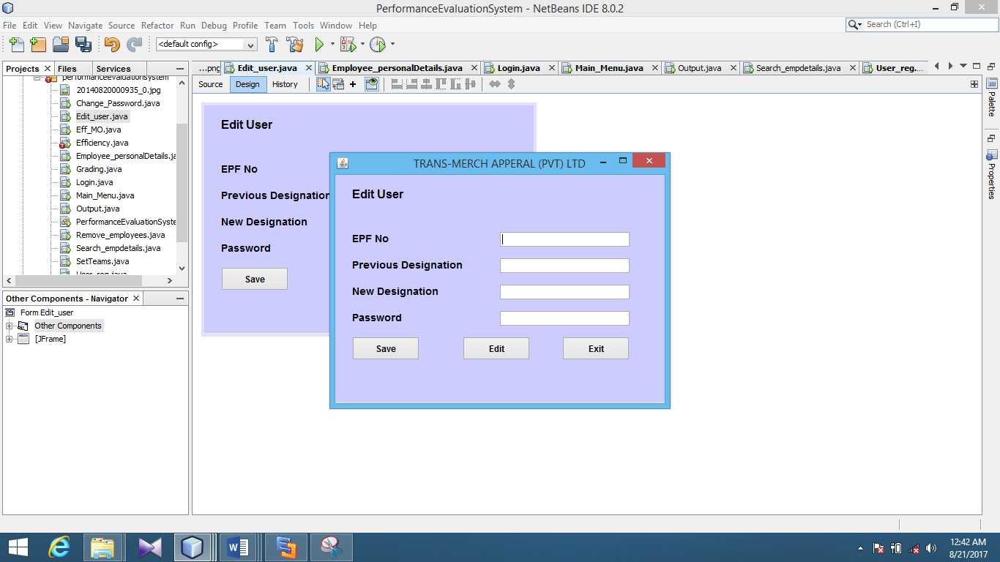 PerformanceEvaluationSystem - NetBeans IDE 8.0.2
File Edit View Navigate Source Refactor Run Debug Profile Team Tools Window Help
Search (Ctrl+I)
<default config>
Projects Files Services
performanceevaluationsystem
20140820000935_0.jpg
Change_Password.java
Edit_user.java
Eff_MO.java
Efficiency.java
Employee_personalDetails.ja
Grading.java
Login.java
Main_Menu.java
Output.java
PerformanceEvaluationSyste
Remove_employees.java
Search_empdetails.java
SetTeams.java
User_reg.java
Other Components - Navigator
Form Edit_user
Other Components
[JFrame]
...png Edit_user.java Employee_personalDetails.java Login.java Main_Menu.java Output.java Search_empdetails.java User_reg....
Source Design History
Edit User
EPF No
Previous Designation
New Designation
Password
Save
TRANS-MERCH APPERAL (PVT) LTD
Edit User
EPF No
Previous Designation
New Designation
Password
Save Edit Exit
Palette
Properties
12:42 AM
8/21/2017